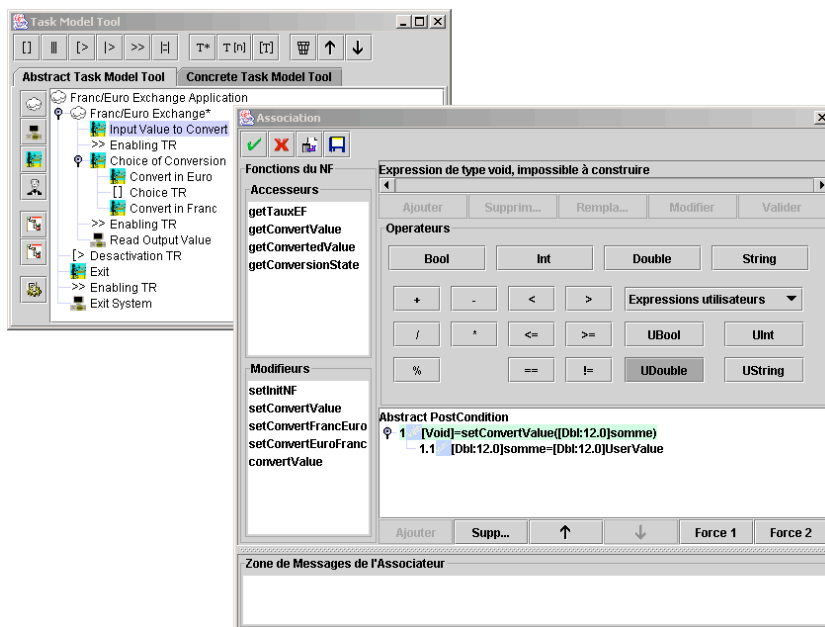 Task Model Tool
[] ||| [> |> >> |=| T* T[n] [T]
Abstract Task Model Tool Concrete Task Model Tool
Franc/Euro Exchange Application
Franc/Euro Exchange*
Input Value to Convert
>> Enabling TR
Choice of Conversion
Convert in Euro
[] Choice TR
Convert in Franc
>> Enabling TR
Read Output Value
[> Desactivation TR
Exit
>> Enabling TR
Exit System
Association
Fonctions du NF
Accesseurs
getTauxEF
getConvertValue
getConvertedValue
getConversionState
Modifieurs
setInitNF
setConvertValue
setConvertFrancEuro
setConvertEuroFranc
convertValue
Expression de type void, impossible à construire
Ajouter Supprim... Rempla... Modifier Valider
Operateurs
Bool Int Double String
+ - < > Expressions utilisateurs
/ * <= >= UBool UInt
% == != UDouble UString
Abstract PostCondition
1 [Void]=setConvertValue([Dbl:12.0]somme)
1.1 [Dbl:12.0]somme=[Dbl:12.0]UserValue
Ajouter Supp... Force 1 Force 2
Zone de Messages de l'Associateur